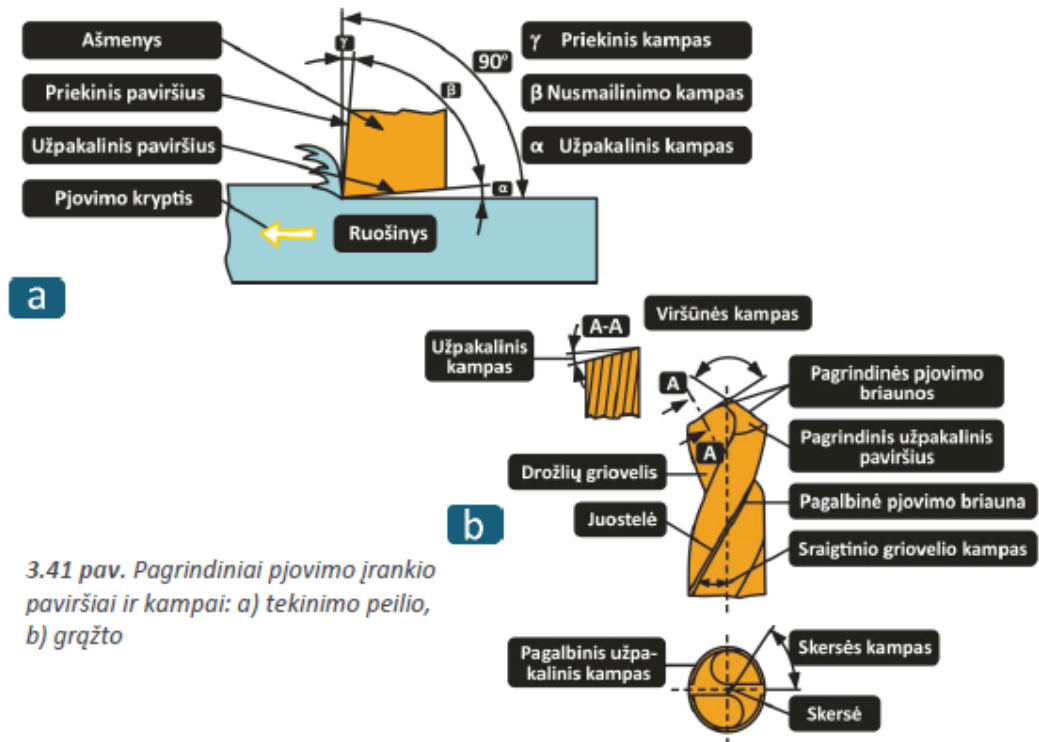 Ašmenys
Priekinis paviršius
Užpakalinis paviršius
Pjovimo kryptis
γ
90°
β
α
Ruošinys
γ Priekinis kampas
β Nusmailinimo kampas
α Užpakalinis kampas
a
A-A
Užpakalinis
kampas
Viršūnės kampas
A
A
Pagrindinės pjovimo
briaunos
Pagrindinis užpakalinis
paviršius
Drožlių griovelis
Pagalbinė pjovimo briauna
Juostelė
Sraigtinio griovelio kampas
b
3.41 pav. Pagrindiniai pjovimo įrankio
paviršiai ir kampai: a) tekinimo peilio,
b) grąžto
Pagalbinis užpa-
kalinis kampas
Skersės kampas
Skersė